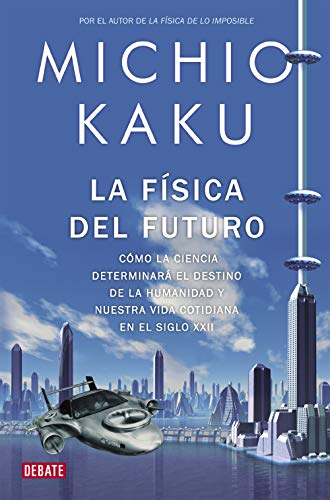 POR EL AUTOR DE LA FÍSICA DE LO IMPOSIBLE
MICHIO
KAKU
LA FÍSICA
DEL FUTURO
CÓMO LA CIENCIA
DETERMINARÁ EL DESTINO
DE LA HUMANIDAD Y
NUESTRA VIDA COTIDIANA
EN EL SIGLO XXII
DEBATE